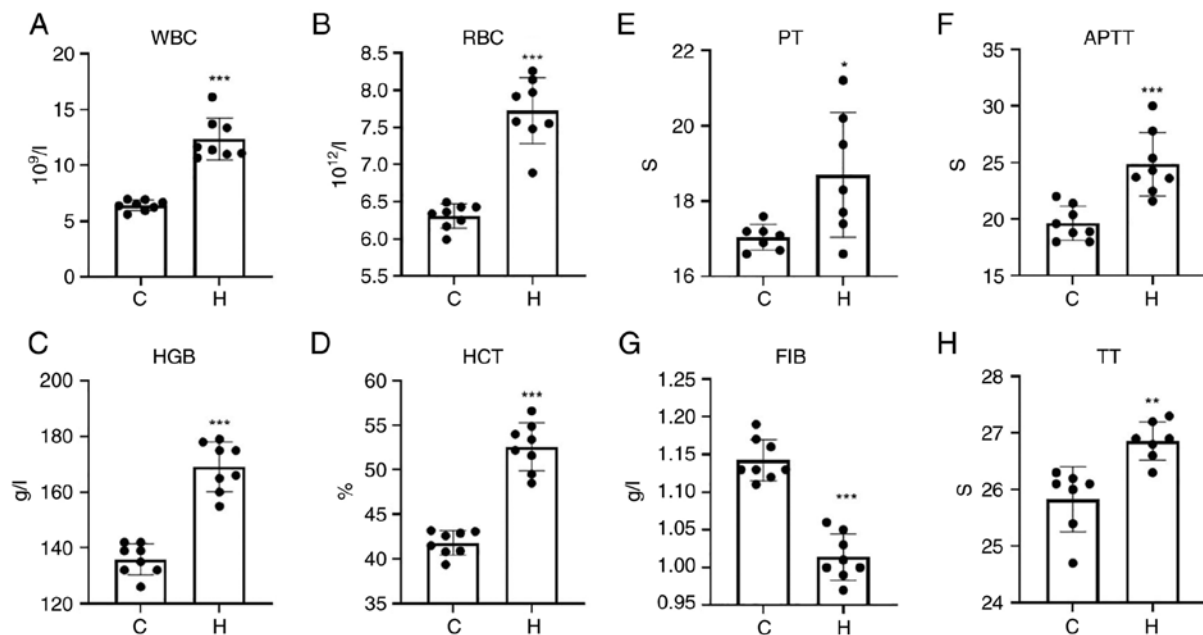 A
WBC
20
15
10
5
0
10⁹/l
***
C
H
B
RBC
8.5
8.0
7.5
7.0
6.5
6.0
5.5
10¹²/l
***
C
H
E
PT
22
20
18
16
S
*
C
H
F
APTT
35
30
25
20
15
S
***
C
H
C
HGB
200
180
160
140
120
g/l
***
C
H
D
HCT
60
55
50
45
40
35
%
***
C
H
G
FIB
1.25
1.20
1.15
1.10
1.05
1.00
0.95
g/l
***
C
H
H
TT
28
27
26
25
24
S
**
C
H